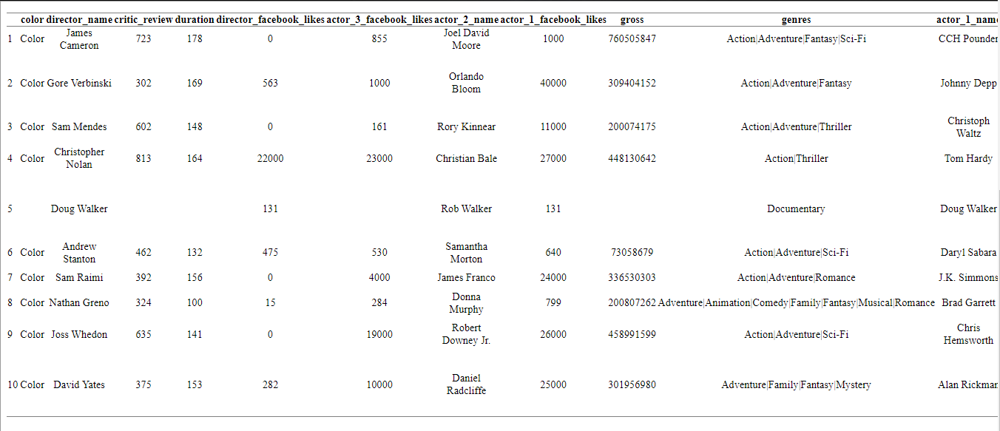 color director_name critic_review duration director_facebook_likes actor_3_facebook_likes actor_2_name actor_1_facebook_likes gross genres actor_1_name
1 Color James Cameron 723 178 0 855 Joel David Moore 1000 760505847 Action|Adventure|Fantasy|Sci-Fi CCH Pounder
2 Color Gore Verbinski 302 169 563 1000 Orlando Bloom 40000 309404152 Action|Adventure|Fantasy Johnny Depp
3 Color Sam Mendes 602 148 0 161 Rory Kinnear 11000 200074175 Action|Adventure|Thriller Christoph Waltz
4 Color Christopher Nolan 813 164 22000 23000 Christian Bale 27000 448130642 Action|Thriller Tom Hardy
5 Doug Walker 131 Rob Walker 131 Documentary Doug Walker
6 Color Andrew Stanton 462 132 475 530 Samantha Morton 640 73058679 Action|Adventure|Sci-Fi Daryl Sabara
7 Color Sam Raimi 392 156 0 4000 James Franco 24000 336530303 Action|Adventure|Romance J.K. Simmons
8 Color Nathan Greno 324 100 15 284 Donna Murphy 799 200807262 Adventure|Animation|Comedy|Family|Fantasy|Musical|Romance Brad Garrett
9 Color Joss Whedon 635 141 0 19000 Robert Downey Jr. 26000 458991599 Action|Adventure|Sci-Fi Chris Hemsworth
10 Color David Yates 375 153 282 10000 Daniel Radcliffe 25000 301956980 Adventure|Family|Fantasy|Mystery Alan Rickman